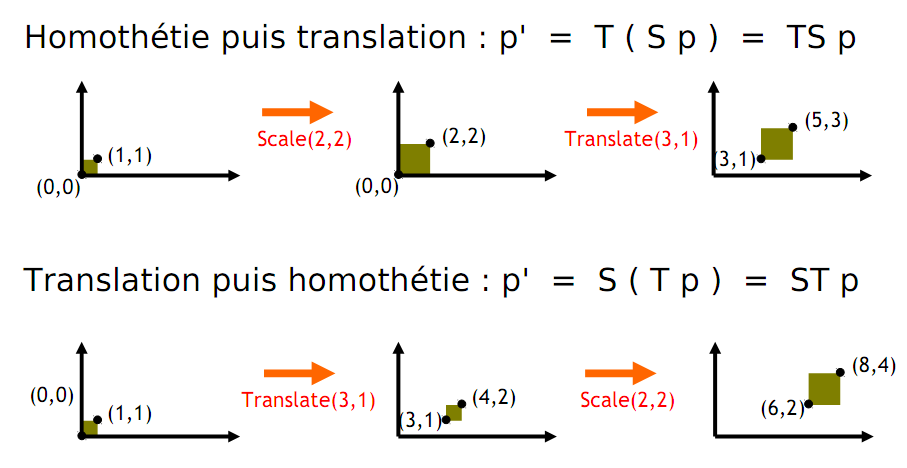 Homothétie puis translation : p' = T ( S p ) = TS p
(0,0) (1,1) Scale(2,2) (0,0) (2,2) Translate(3,1) (3,1) (5,3)
Translation puis homothétie : p' = S ( T p ) = ST p
(0,0) (1,1) Translate(3,1) (3,1) (4,2) Scale(2,2) (6,2) (8,4)